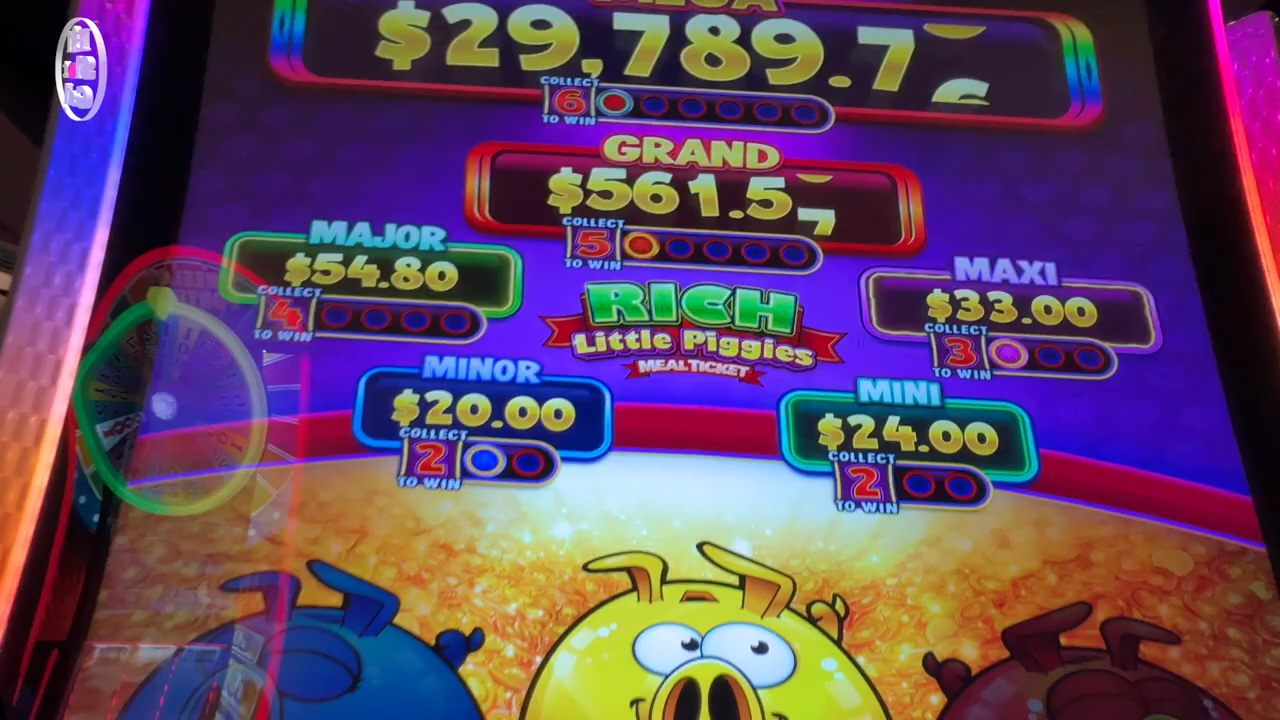 MEGA
$29,789.7
COLLECT
6
TO WIN
GRAND
$561.5
COLLECT
5
TO WIN
MAJOR
$54.80
COLLECT
4
TO WIN
MAXI
$33.00
COLLECT
3
TO WIN
RICH
Little Piggies
MEAL TICKET
MINOR
$20.00
COLLECT
2
TO WIN
MINI
$24.00
COLLECT
2
TO WIN